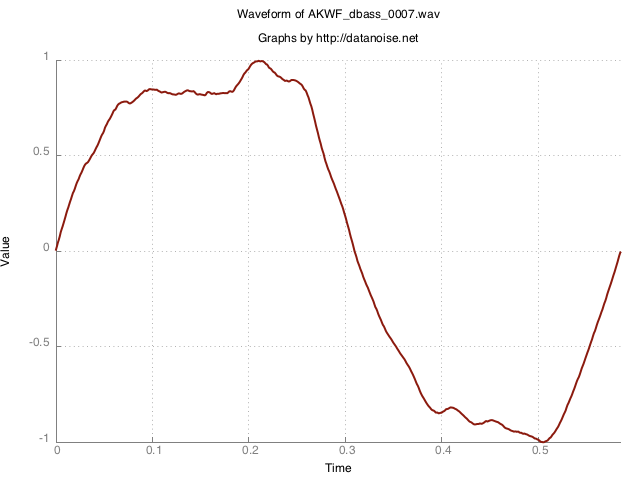 Waveform of AKWF_dbass_0007.wav
Graphs by http://datanoise.net
1
0.5
0
-0.5
-1
Value
0 0.1 0.2 0.3 0.4 0.5
Time